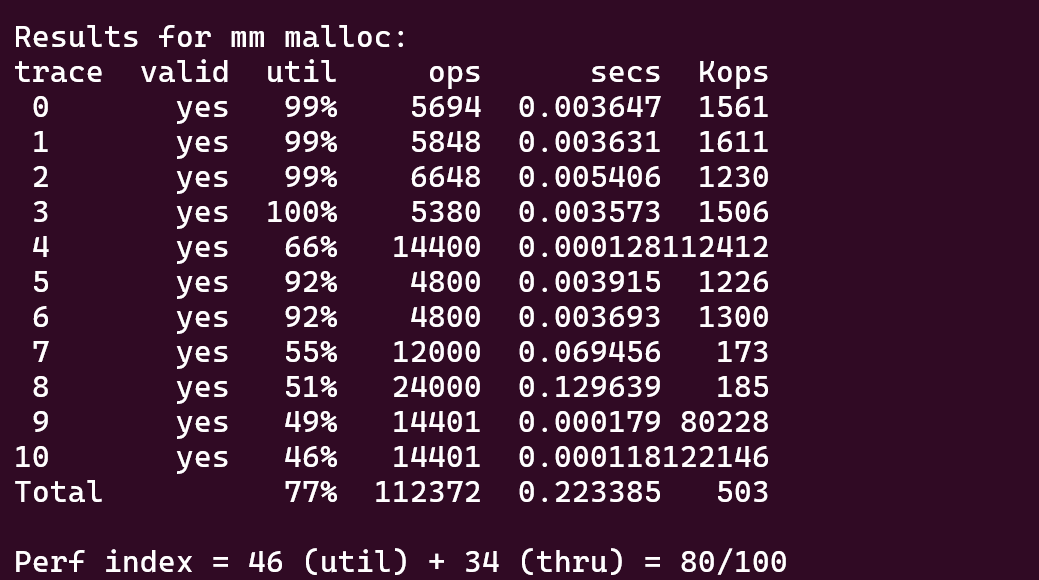 Results for mm malloc:
trace  valid  util     ops      secs  Kops
 0       yes   99%    5694  0.003647  1561
 1       yes   99%    5848  0.003631  1611
 2       yes   99%    6648  0.005406  1230
 3       yes  100%    5380  0.003573  1506
 4       yes   66%   14400  0.000128112412
 5       yes   92%    4800  0.003915  1226
 6       yes   92%    4800  0.003693  1300
 7       yes   55%   12000  0.069456   173
 8       yes   51%   24000  0.129639   185
 9       yes   49%   14401  0.000179 80228
10       yes   46%   14401  0.000118122146
Total          77%  112372  0.223385   503
Perf index = 46 (util) + 34 (thru) = 80/100